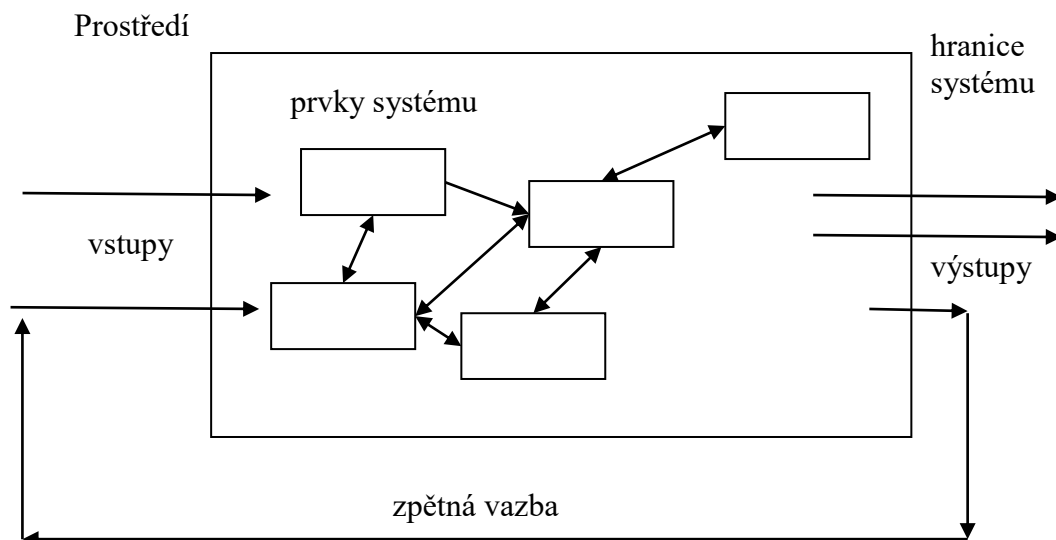 Prostředí
hranice
systému
prvky systému
vstupy
výstupy
zpětná vazba